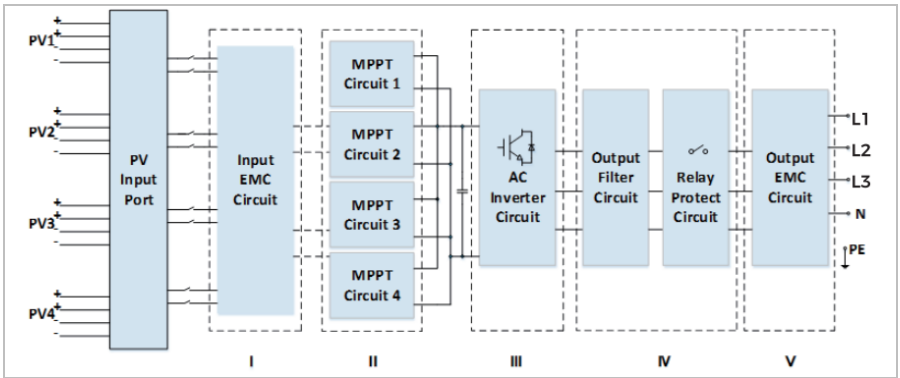 +
PV1
+
-
-
+
PV2
+
-
-
+
PV3
+
-
-
+
PV4
+
-
-
PV
Input
Port
Input
EMC
Circuit
MPPT
Circuit 1
MPPT
Circuit 2
MPPT
Circuit 3
MPPT
Circuit 4
AC
Inverter
Circuit
Output
Filter
Circuit
Relay
Protect
Circuit
Output
EMC
Circuit
L1
L2
L3
N
PE
I
II
III
IV
V